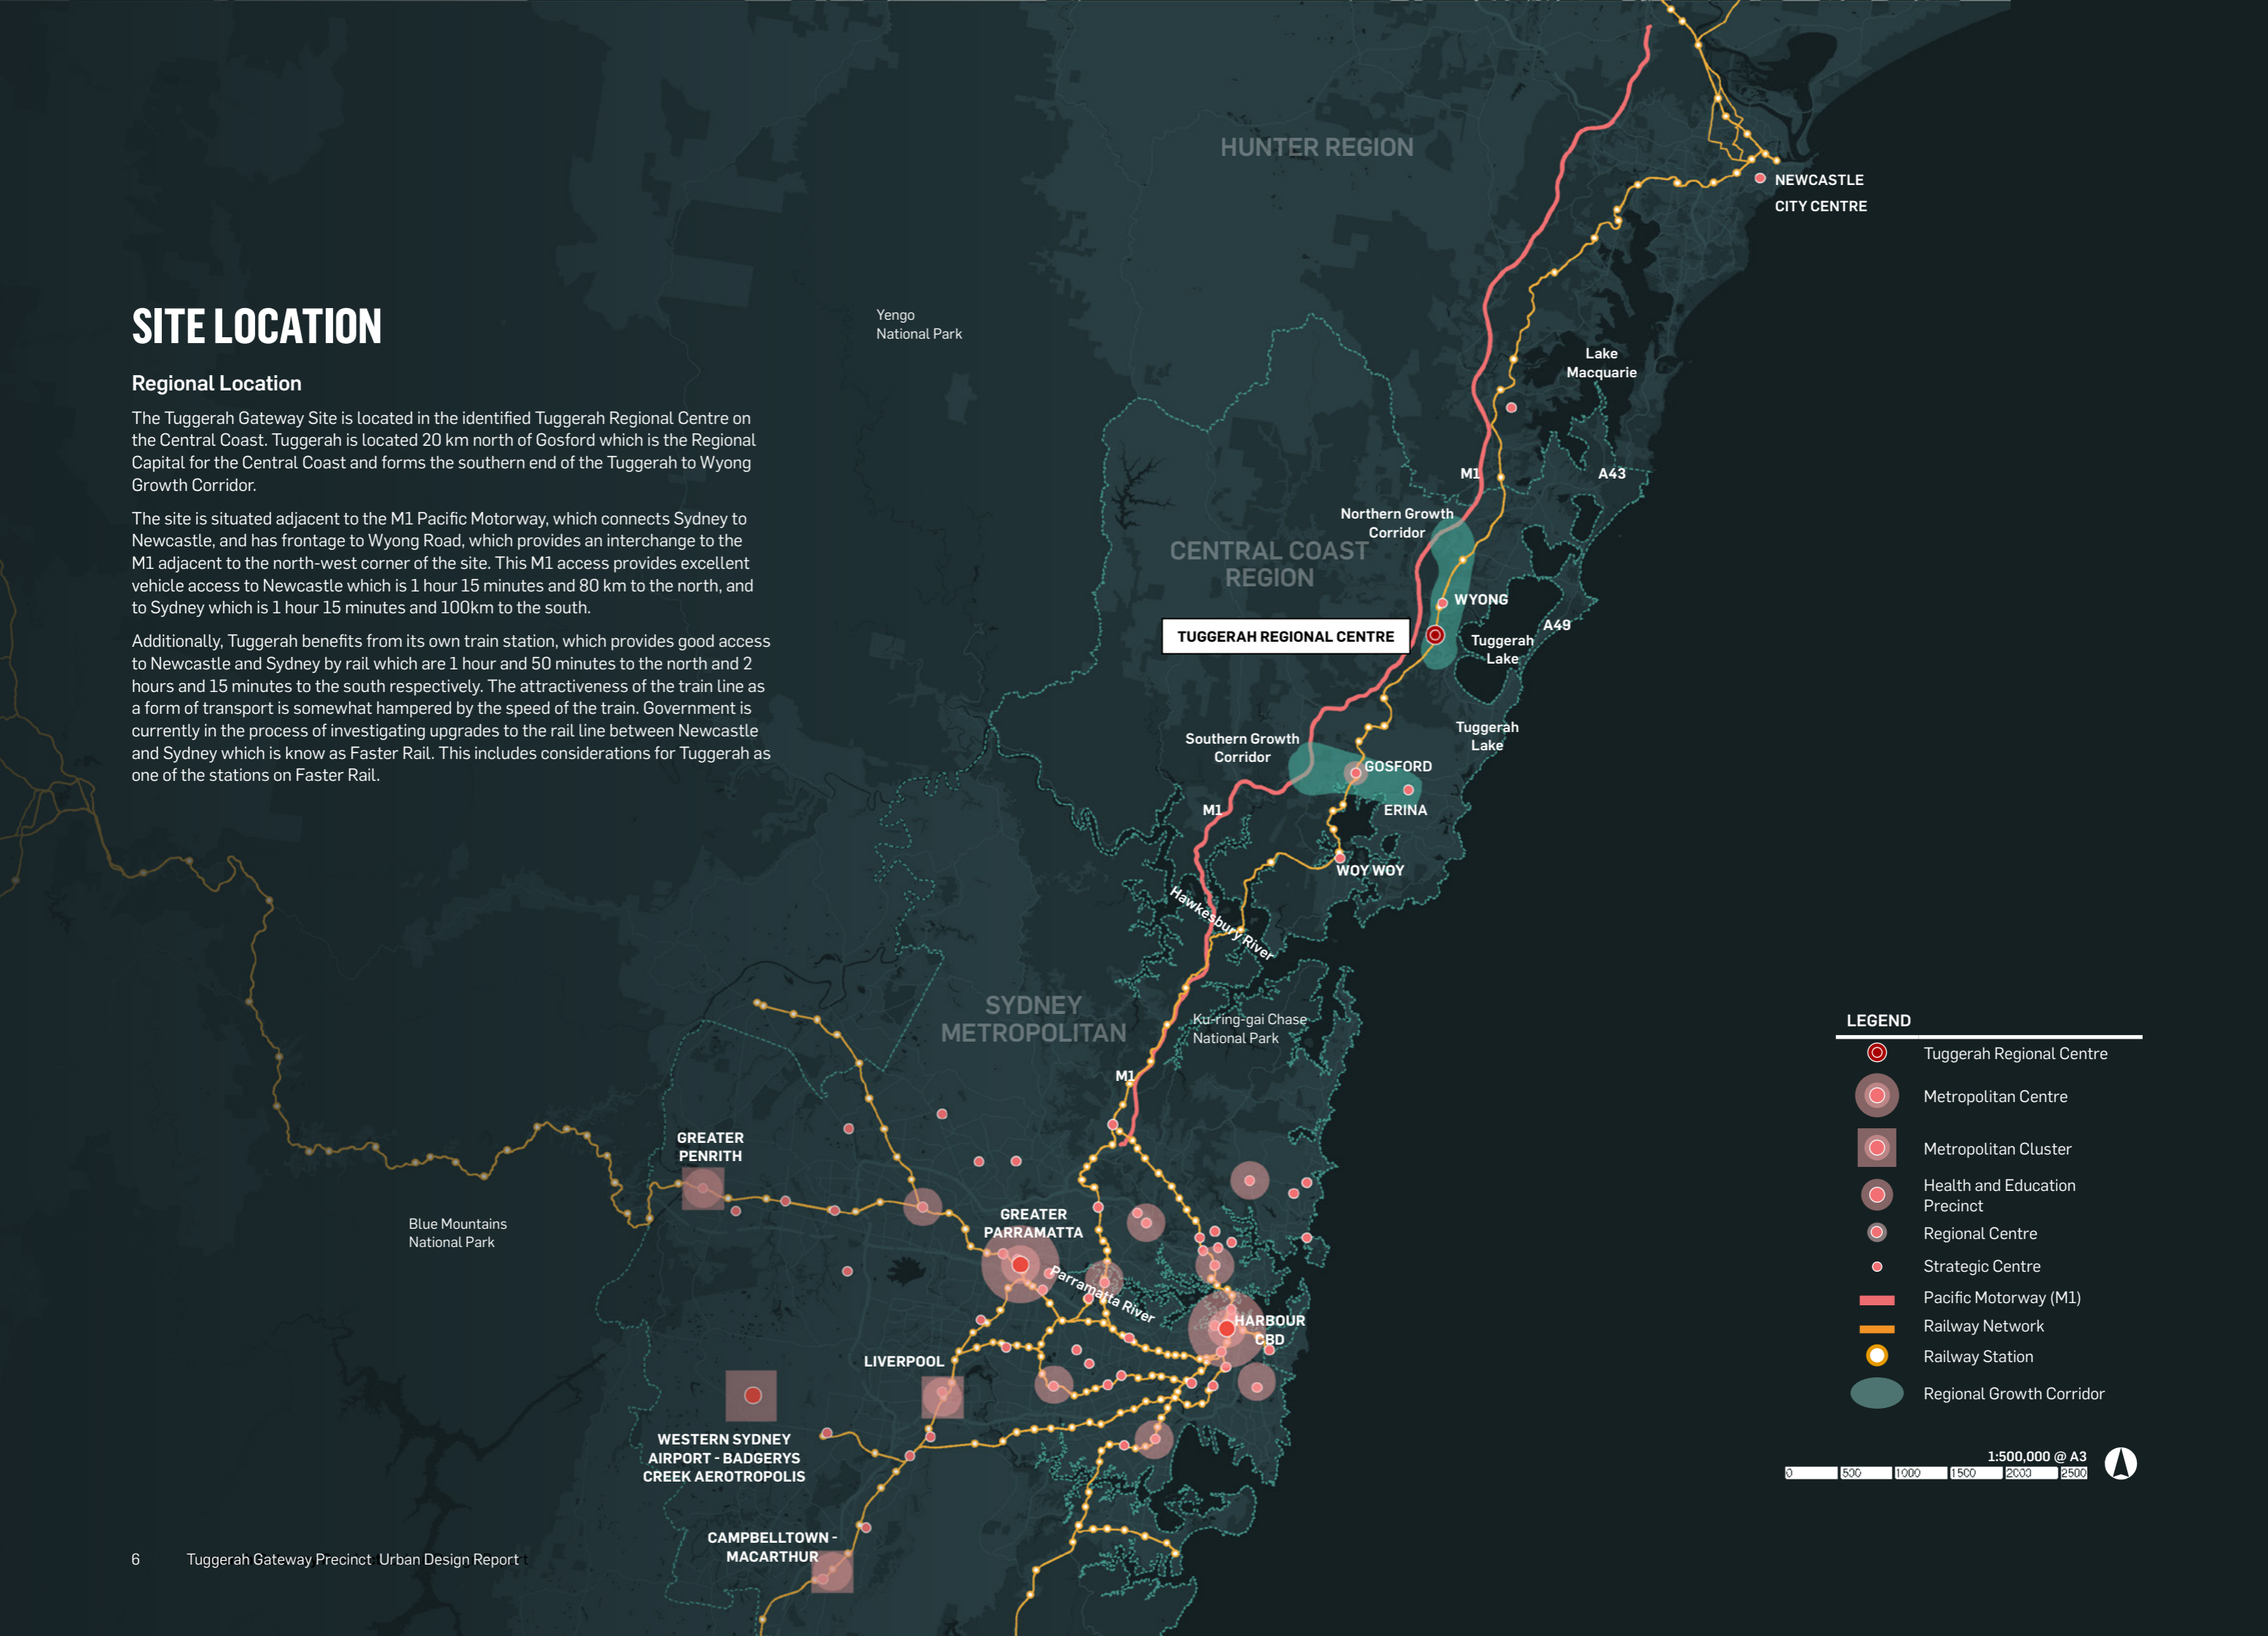 SITE LOCATION
Regional Location
The Tuggerah Gateway Site is located in the identified Tuggerah Regional Centre on
the Central Coast. Tuggerah is located 20 km north of Gosford which is the Regional
Capital for the Central Coast and forms the southern end of the Tuggerah to Wyong
Growth Corridor.
The site is situated adjacent to the M1 Pacific Motorway, which connects Sydney to
Newcastle, and has frontage to Wyong Road, which provides an interchange to the
M1 adjacent to the north-west corner of the site. This M1 access provides excellent
vehicle access to Newcastle which is 1 hour 15 minutes and 80 km to the north, and
to Sydney which is 1 hour 15 minutes and 100km to the south.
Additionally, Tuggerah benefits from its own train station, which provides good access
to Newcastle and Sydney by rail which are 1 hour and 50 minutes to the north and 2
hours and 15 minutes to the south respectively. The attractiveness of the train line as
a form of transport is somewhat hampered by the speed of the train. Government is
currently in the process of investigating upgrades to the rail line between Newcastle
and Sydney which is know as Faster Rail. This includes considerations for Tuggerah as
one of the stations on Faster Rail.
HUNTER REGION
NEWCASTLE
CITY CENTRE
Yengo
National Park
Lake
Macquarie
M1
A43
Northern Growth
Corridor
CENTRAL COAST
REGION
WYONG
A49
TUGGERAH REGIONAL CENTRE
Tuggerah
Lake
Tuggerah
Lake
Southern Growth
Corridor
GOSFORD
M1
ERINA
WOY WOY
Hawkesbury River
SYDNEY
METROPOLITAN
Ku-ring-gai Chase
National Park
M1
GREATER
PENRITH
Blue Mountains
National Park
GREATER
PARRAMATTA
Parramatta River
HARBOUR
CBD
LIVERPOOL
WESTERN SYDNEY
AIRPORT - BADGERYS
CREEK AEROTROPOLIS
CAMPBELLTOWN -
MACARTHUR
LEGEND
Tuggerah Regional Centre
Metropolitan Centre
Metropolitan Cluster
Health and Education
Precinct
Regional Centre
Strategic Centre
Pacific Motorway (M1)
Railway Network
Railway Station
Regional Growth Corridor
1:500,000 @ A3
0 500 1000 1500 2000 2500
6 Tuggerah Gateway Precinct Urban Design Report